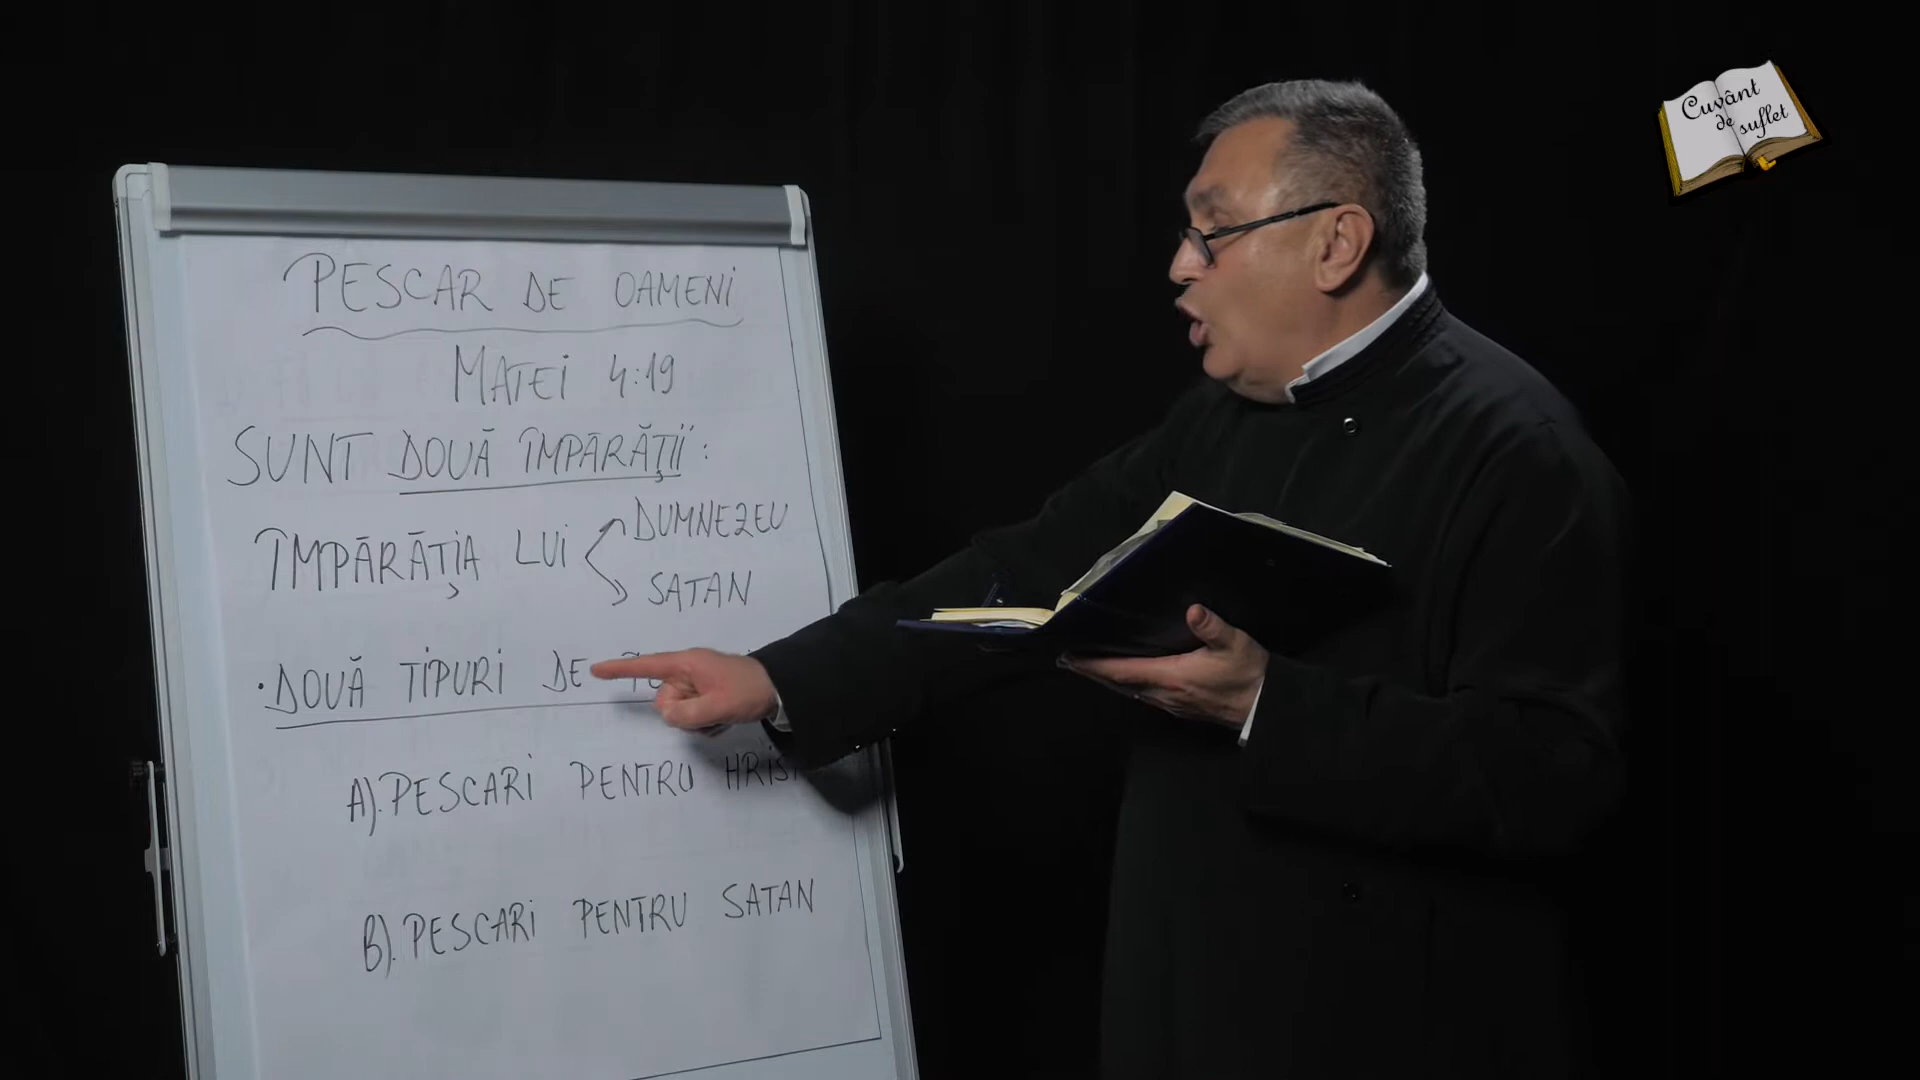 PESCAR DE OAMENI
MATEI 4:19
SUNT DOUĂ ÎMPĂRĂȚII:
ÎMPĂRĂȚIA LUI
DUMNEZEU
SATAN
• DOUĂ TIPURI DE
A). PESCARI PENTRU
B). PESCARI PENTRU SATAN
Cuvânt
de suflet